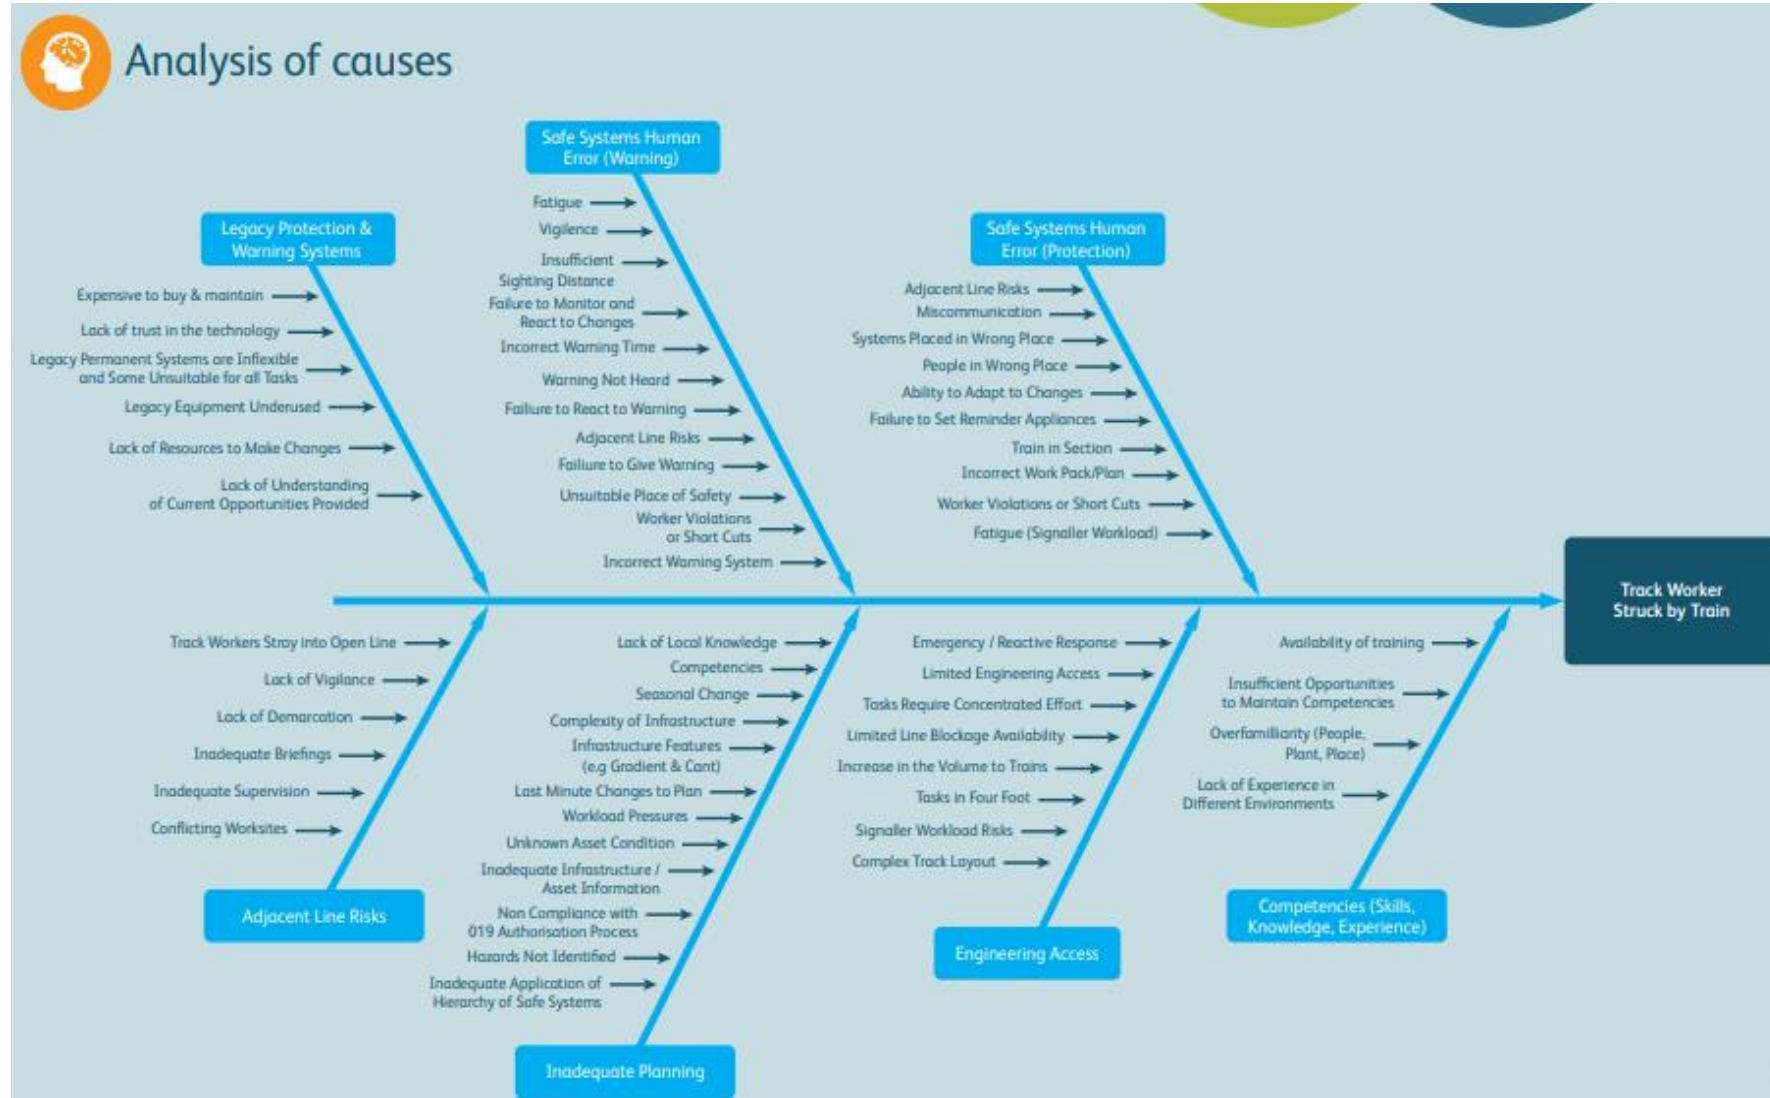 Analysis of causes
Safe Systems Human
Error (Warning)
Fatigue
Vigilence
Insufficient
Sighting Distance
Failure to Monitor and
React to Changes
Incorrect Warning Time
Warning Not Heard
Failiure to React to Warning
Adjacent Line Risks
Failiure to Give Warning
Unsuitable Place of Safety
Worker Violations
or Short Cuts
Incorrect Warning System
Legacy Protection &
Warning Systems
Expensive to buy & maintain
Lack of trust in the technology
Legacy Permanent Systems are Inflexible
and Some Unsuitable for all Tasks
Legacy Equipment Underused
Lack of Resources to Make Changes
Lack of Understanding
of Current Opportunities Provided
Safe Systems Human
Error (Protection)
Adjacent Line Risks
Miscommunication
Systems Placed in Wrong Place
People in Wrong Place
Ability to Adapt to Changes
Failure to Set Reminder Appliances
Train in Section
Incorrect Work Pack/Plan
Worker Violations or Short Cuts
Fatigue (Signaller Workload)
Track Worker
Struck by Train
Track Workers Stray into Open Line
Lack of Vigilance
Lack of Demarcation
Inadequate Briefings
Inadequate Supervision
Conflicting Worksites
Adjacent Line Risks
Lack of Local Knowledge
Competencies
Seasonal Change
Complexity of Infrastructure
Infrastructure Features
(e.g Gradient & Cant)
Last Minute Changes to Plan
Workload Pressures
Unknown Asset Condition
Inadequate Infrastructure /
Asset Information
Non Compliance with
019 Authorisation Process
Hazards Not Identified
Inadequate Application of
Hierarchy of Safe Systems
Inadequate Planning
Emergency / Reactive Response
Limited Engineering Access
Tasks Require Concentrated Effort
Limited Line Blockage Availability
Increase in the Volume to Trains
Tasks in Four Foot
Signaller Workload Risks
Complex Track Layout
Engineering Access
Availability of training
Insufficient Opportunities
to Maintain Competencies
Overfamilliarity (People,
Plant, Place)
Lack of Experience in
Different Environments
Competencies (Skills,
Knowledge, Experience)